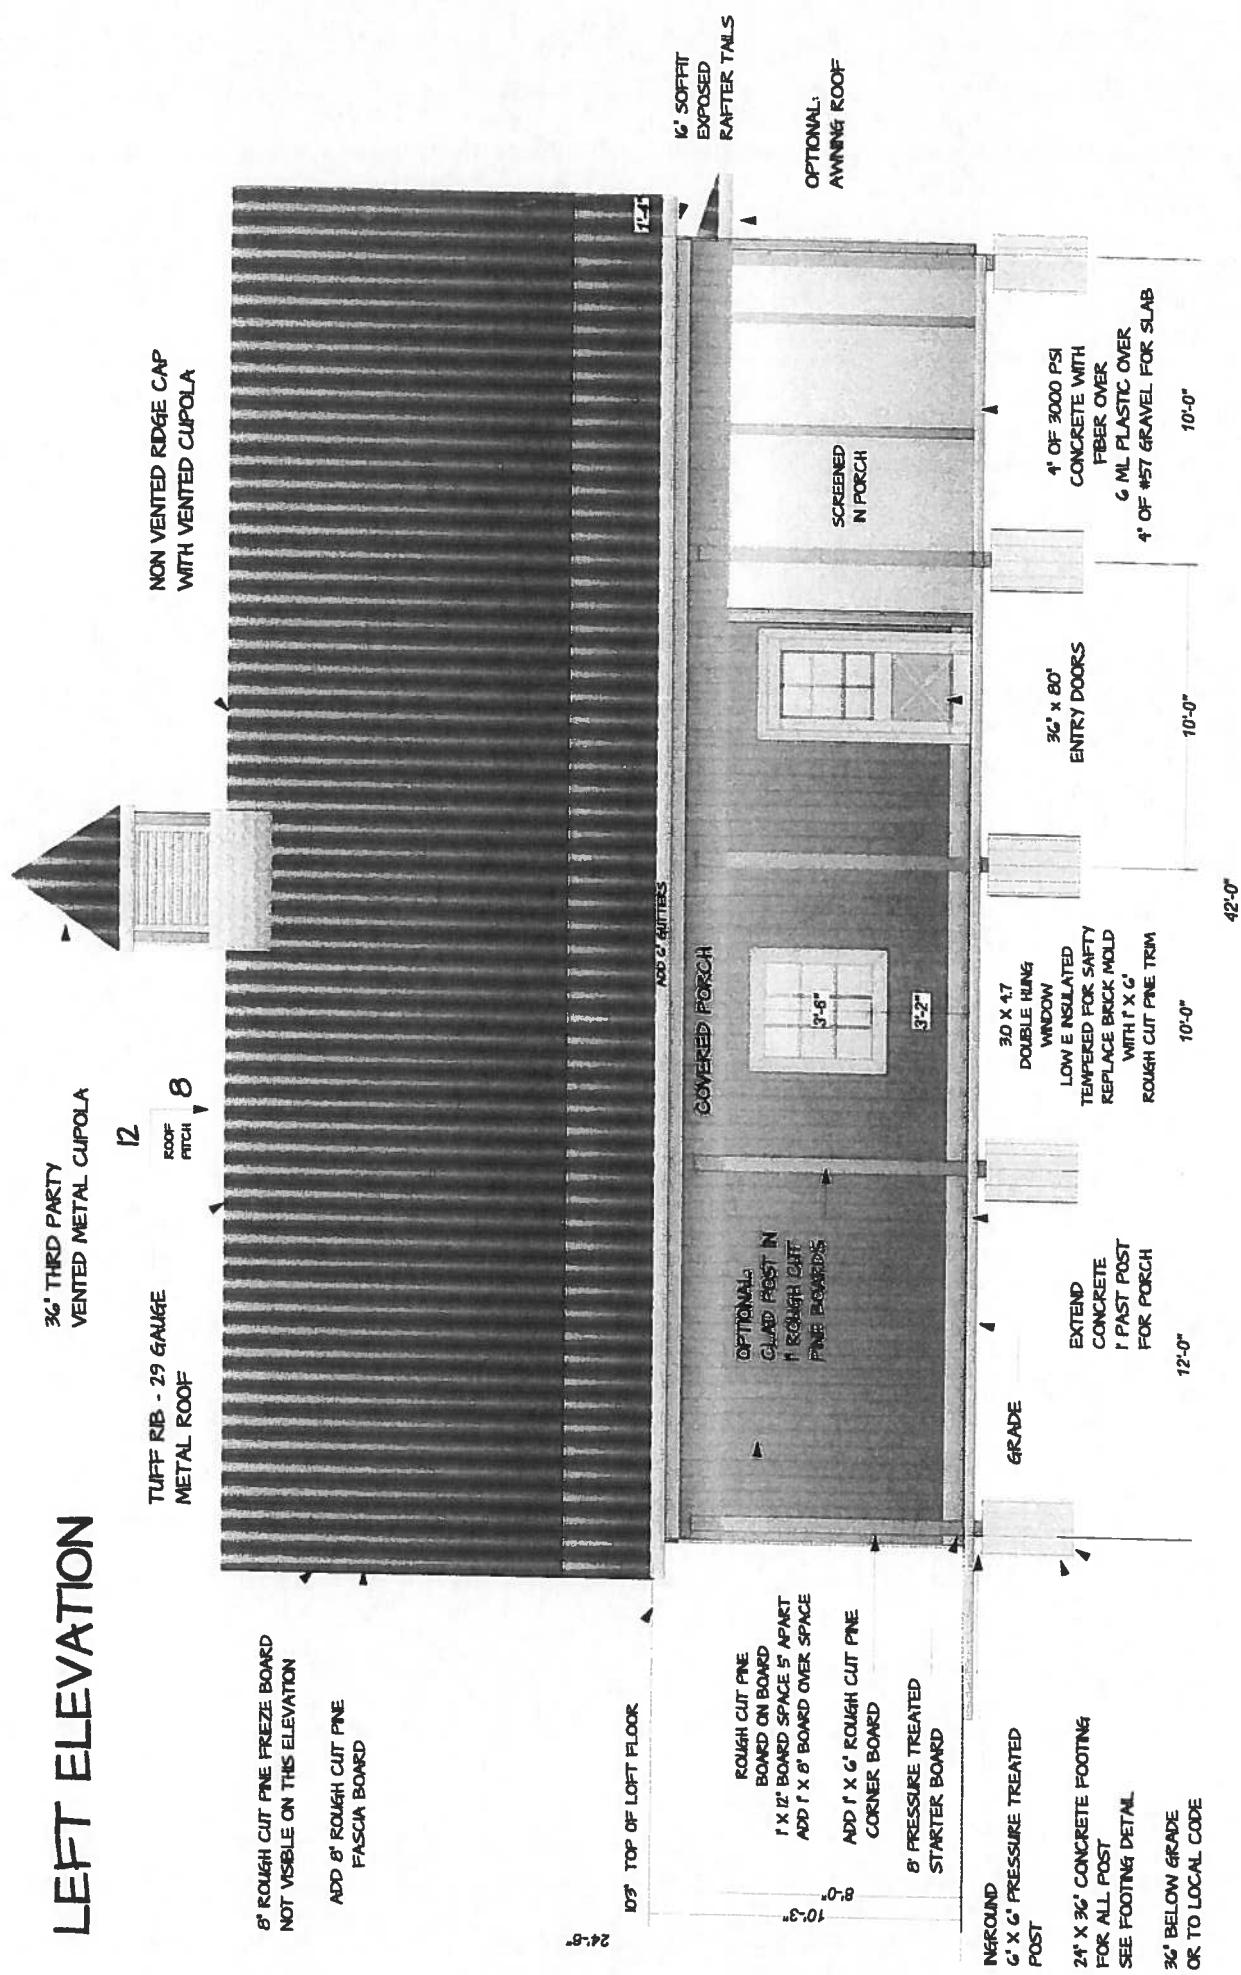 LEFT ELEVATION
36" THIRD PARTY
VENTED METAL CUPOLA
12
8
ROOF
PITCH
TUFF RIB - 29 GAUGE
METAL ROOF
NON VENTED RIDGE CAP
WITH VENTED CUPOLA
8" ROUGH CUT PINE FREZE BOARD
NOT VISIBLE ON THIS ELEVATION
ADD 8" ROUGH CUT PINE
FASCIA BOARD
1'-4"
16" SOFFIT
EXPOSED
RAFTER TAILS
OPTIONAL:
AWNING ROOF
ADD 6" GUTTERS
COVERED PORCH
10'3" TOP OF LOFT FLOOR
24'-8"
10'-3"
8'-0"
ROUGH CUT PINE
BOARD ON BOARD
1" X 12" BOARD SPACE 5" APART
ADD 1" X 8" BOARD OVER SPACE
ADD 1" X 6" ROUGH CUT PINE
CORNER BOARD
8" PRESSURE TREATED
STARTER BOARD
OPTIONAL:
CLAD POST IN
1" ROUGH CUT
PINE BOARDS
3'-8"
3'-2"
SCREENED
IN PORCH
INGROUND
6" X 6" PRESSURE TREATED
POST
24" X 36" CONCRETE FOOTING
FOR ALL POST
SEE FOOTING DETAIL
36" BELOW GRADE
OR TO LOCAL CODE
GRADE
EXTEND
CONCRETE
1" PAST POST
FOR PORCH
3.0 X 4.7
DOUBLE HUNG
WINDOW
LOW E INSULATED
TEMPERED FOR SAFTY
REPLACE BRICK MOLD
WITH 1" X 6"
ROUGH CUT PINE TRIM
36" x 80"
ENTRY DOORS
4" OF 3000 PSI
CONCRETE WITH
FIBER OVER
6 ML PLASTIC OVER
4" OF #57 GRAVEL FOR SLAB
12'-0"
10'-0"
10'-0"
10'-0"
42'-0"